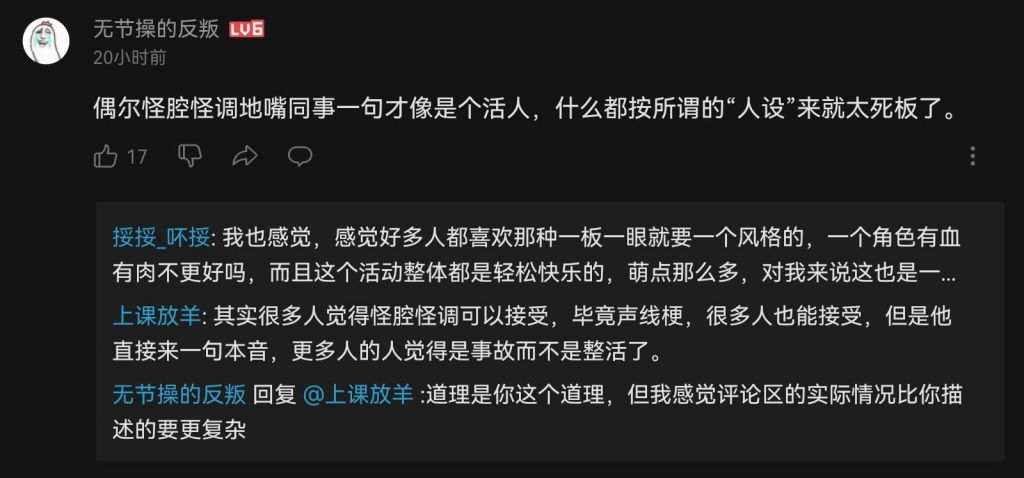 无节操的反叛 LV6
20小时前
偶尔怪腔怪调地嘴同事一句才像是个活人，什么都按所谓的“人设”来就太死板了。
17
挼挼_吥挼: 我也感觉，感觉好多人都喜欢那种一板一眼就要一个风格的，一个角色有血
有肉不更好吗，而且这个活动整体都是轻松快乐的，萌点那么多，对我来说这也是一...
上课放羊: 其实很多人觉得怪腔怪调可以接受，毕竟声线梗，很多人也能接受，但是他
直接来一句本音，更多人的人觉得是事故而不是整活了。
无节操的反叛 回复 @上课放羊 :道理是你这个道理，但我感觉评论区的实际情况比你描
述的要更复杂